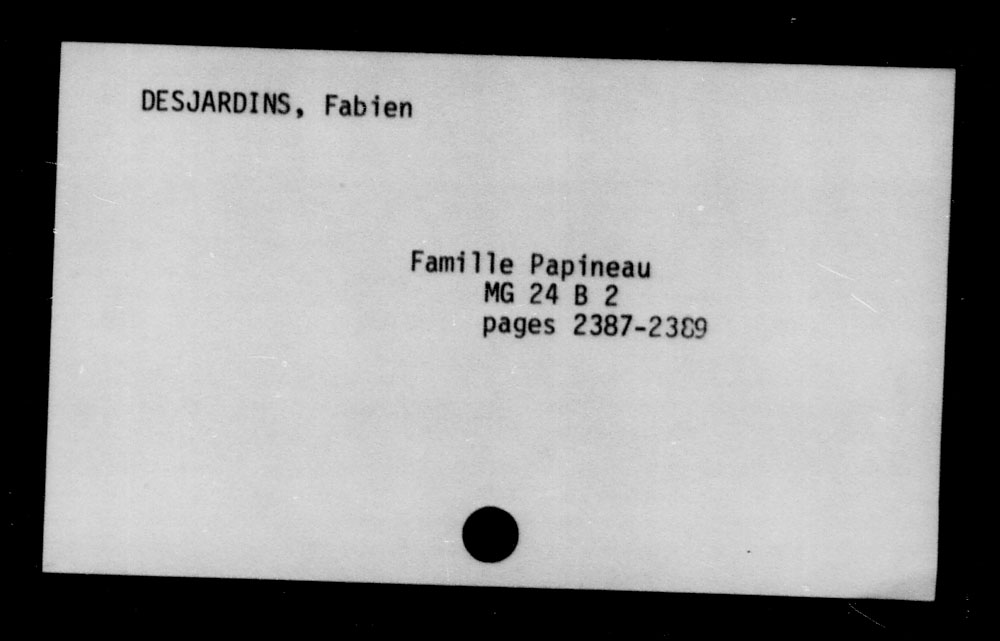 DESJARDINS, Fabien
Famille Papineau
MG 24 B 2
pages 2387-2389